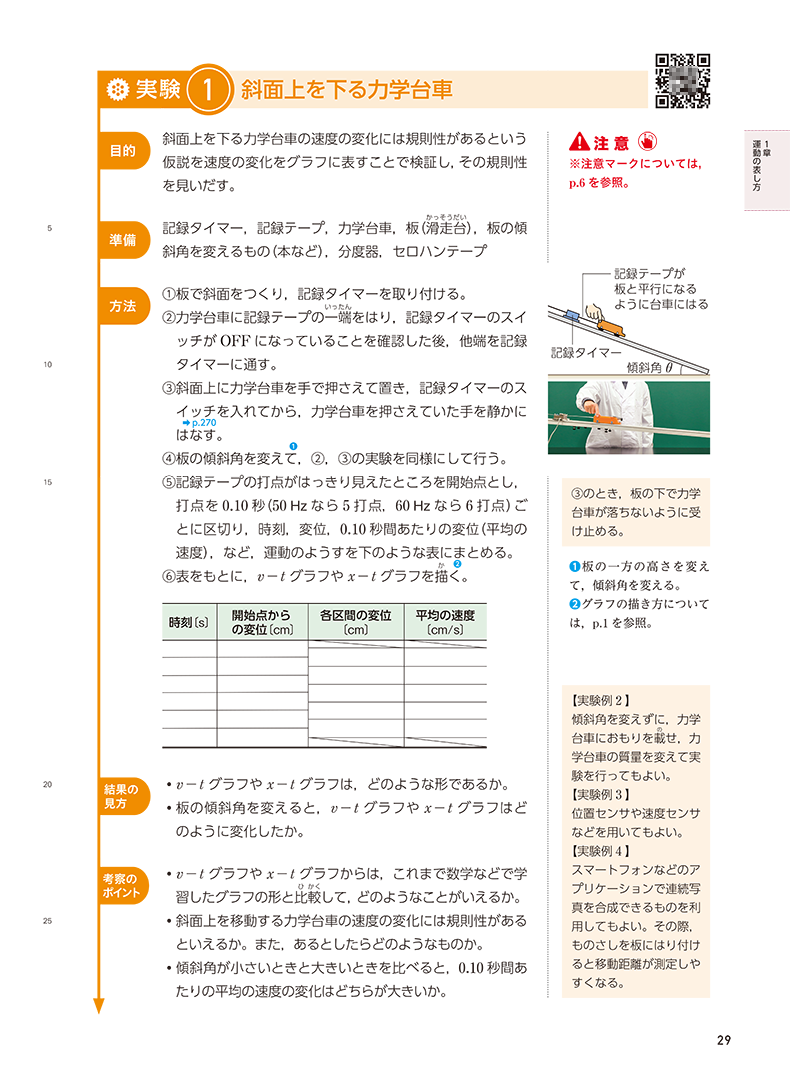 実験 1 斜面上を下る力学台車
目的
斜面上を下る力学台車の速度の変化には規則性があるという
仮説を速度の変化をグラフに表すことで検証し，その規則性
を見いだす。
準備
かっそうだい
記録タイマー，記録テープ，力学台車，板（滑走台），板の傾
斜角を変えるもの（本など），分度器，セロハンテープ
5
方法
①板で斜面をつくり，記録タイマーを取り付ける。
いったん
②力学台車に記録テープの一端をはり，記録タイマーのスイ
ッチが OFF になっていることを確認した後，他端を記録
タイマーに通す。
10
③斜面上に力学台車を手で押さえて置き，記録タイマーのス
イッチを入れてから，力学台車を押さえていた手を静かに
➡p.270
はなす。
❶
④板の傾斜角を変えて，②，③の実験を同様にして行う。
⑤記録テープの打点がはっきり見えたところを開始点とし，
15
打点を 0.10 秒（50 Hz なら 5 打点，60 Hz なら 6 打点）ご
とに区切り，時刻，変位，0.10 秒間あたりの変位（平均の
速度），など，運動のようすを下のような表にまとめる。
か ❷
⑥表をもとに，v－t グラフや x－t グラフを描く。
時刻〔s〕
開始点から
の変位〔cm〕
各区間の変位
〔cm〕
平均の速度
〔cm/s〕
結果の
見方
20
・v－t グラフや x－t グラフは，どのような形であるか。
・板の傾斜角を変えると，v－t グラフや x－t グラフはど
のように変化したか。
考察の
ポイント
・v－t グラフや x－t グラフからは，これまで数学などで学
ひ かく
習したグラフの形と比較して，どのようなことがいえるか。
・斜面上を移動する力学台車の速度の変化には規則性がある
25
といえるか。また，あるとしたらどのようなものか。
・傾斜角が小さいときと大きいときを比べると，0.10 秒間あ
たりの平均の速度の変化はどちらが大きいか。
注意
※注意マークについては，
p.6 を参照。
1章
運動の表し方
記録テープが
板と平行になる
ように台車にはる
記録タイマー
傾斜角 θ
③のとき，板の下で力学
台車が落ちないように受
け止める。
❶板の一方の高さを変え
て，傾斜角を変える。
❷グラフの描き方について
は，p.1 を参照。
【実験例 2】
傾斜角を変えずに，力学
の
台車におもりを載せ，力
学台車の質量を変えて実
験を行ってもよい。
【実験例 3】
位置センサや速度センサ
などを用いてもよい。
【実験例 4】
スマートフォンなどのア
プリケーションで連続写
真を合成できるものを利
用してもよい。その際，
ものさしを板にはり付け
ると移動距離が測定しや
すくなる。
29